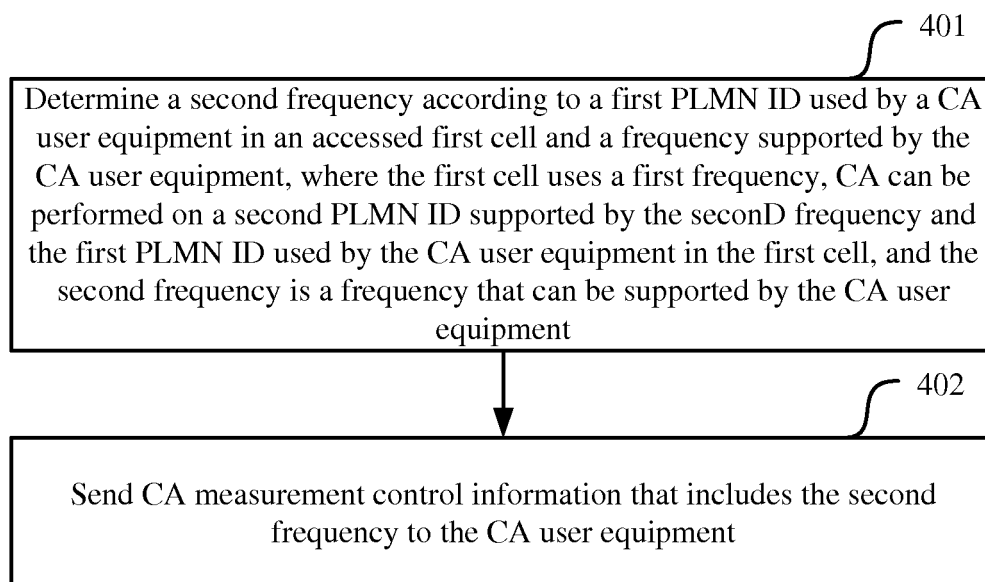 401
Determine a second frequency according to a first PLMN ID used by a CA
user equipment in an accessed first cell and a frequency supported by the
CA user equipment, where the first cell uses a first frequency, CA can be
performed on a second PLMN ID supported by the seconD frequency and
the first PLMN ID used by the CA user equipment in the first cell, and the
second frequency is a frequency that can be supported by the CA user
equipment
402
Send CA measurement control information that includes the second
frequency to the CA user equipment